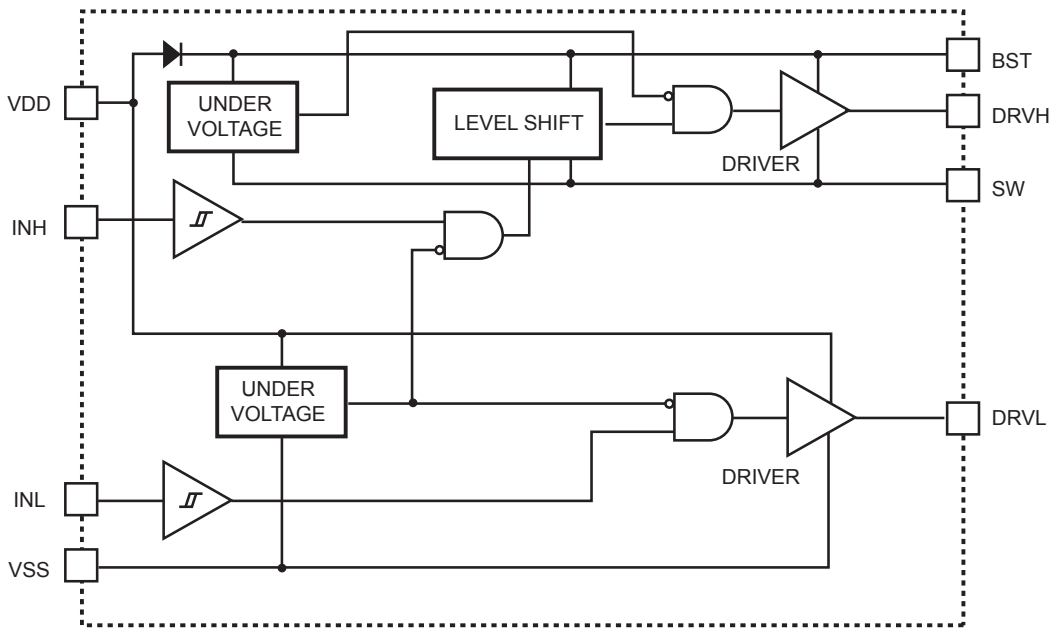 BST
VDD
UNDER
VOLTAGE
LEVEL SHIFT
DRVH
DRIVER
SW
INH
UNDER
VOLTAGE
DRVL
DRIVER
INL
VSS